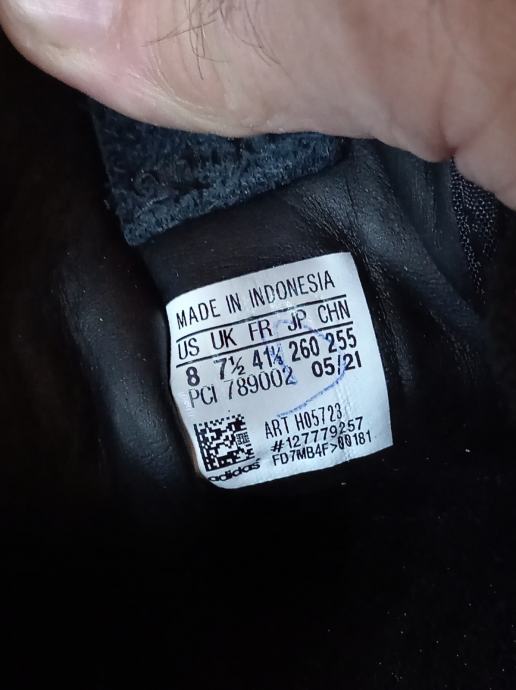 MADE IN INDONESIA
US UK FR JP CHN
8 7½ 41⅓ 260 255
PCI 789002 05/21
ART H05723
#127779257
FD7MB4F>00181
adidas